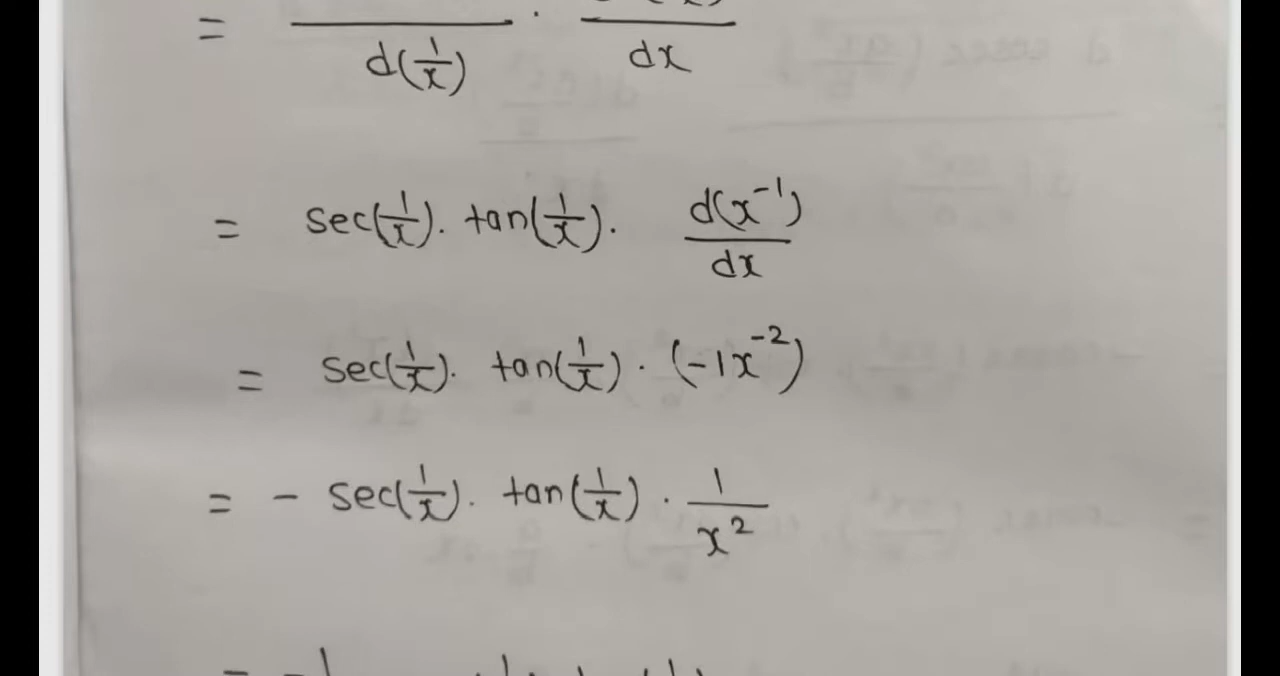 = / d(1/x) · / dx
= sec(1/x). tan(1/x). d(x⁻¹)/dx
= sec(1/x). tan(1/x) . (-1x⁻²)
= - sec(1/x). tan(1/x) . 1/x²